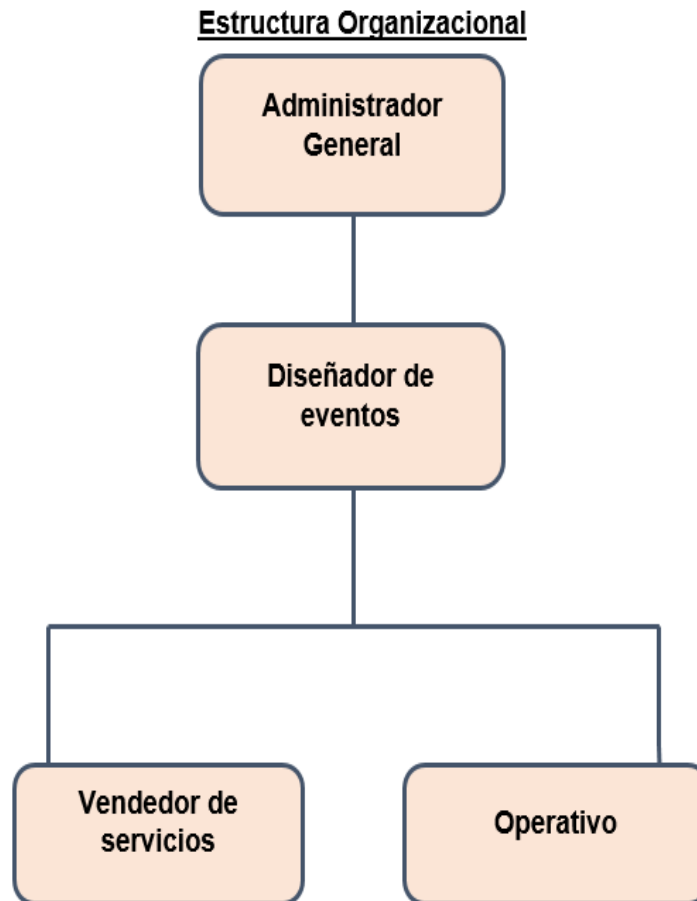 Estructura Organizacional
Administrador
General
Diseñador de
eventos
Vendedor de
servicios
Operativo